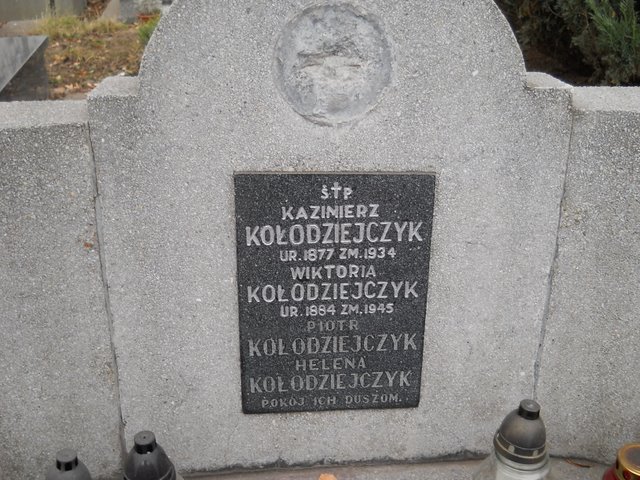 Ś†P
KAZIMIERZ
KOŁODZIEJCZYK
UR. 1877 ZM. 1934
WIKTORIA
KOŁODZIEJCZYK
UR. 1884 ZM. 1945
PIOTR
KOŁODZIEJCZYK
HELENA
KOŁODZIEJCZYK
POKÓJ ICH DUSZOM.